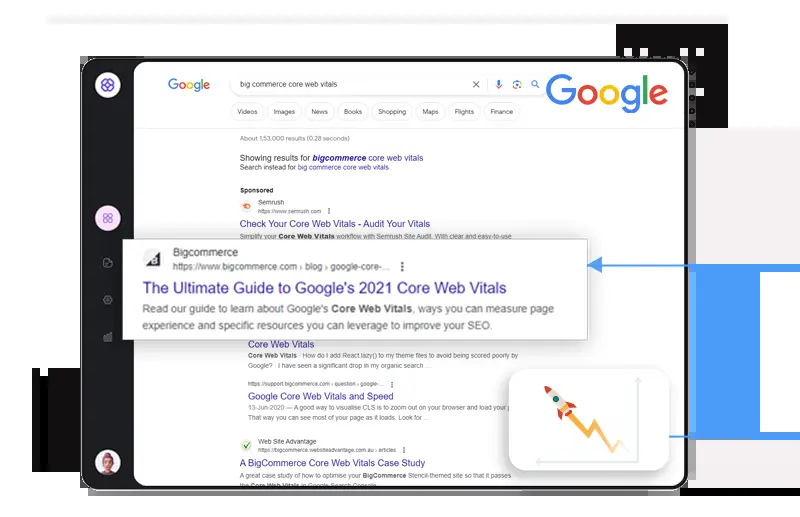 Google
big commerce core web vitals
Google
Videos Images News Books Shopping Maps Flights Finance
About 1,53,000 results (0.28 seconds)
Showing results for bigcommerce core web vitals
Search instead for big commerce core web vitals
Sponsored
Semrush
https://www.semrush.com
Check Your Core Web Vitals - Audit Your Vitals
Simplify your Core Web Vitals workflow with Semrush Site Audit. With clear and easy-to-use
Bigcommerce
https://www.bigcommerce.com › blog › google-core-...
The Ultimate Guide to Google's 2021 Core Web Vitals
Read our guide to learn about Google's Core Web Vitals, ways you can measure page
experience and specific resources you can leverage to improve your SEO.
Core Web Vitals
Core Web Vitals · How do I add React.lazy() to my theme files to avoid being scored poorly by
Google? · I have seen a significant drop in my organic search ...
https://support.bigcommerce.com › question › google-...
Google Core Web Vitals and Speed
13-Jun-2020 — A good way to visualise CLS is to zoom out on your browser and load your
That way you can see most of your page as it loads. Look for ...
Web Site Advantage
https://bigcommerce.websiteadvantage.com.au › articles
A BigCommerce Core Web Vitals Case Study
A great case study of how to optimise your BigCommerce Stencil-themed site so that it passes
the Core Web Vitals in Google Search Console